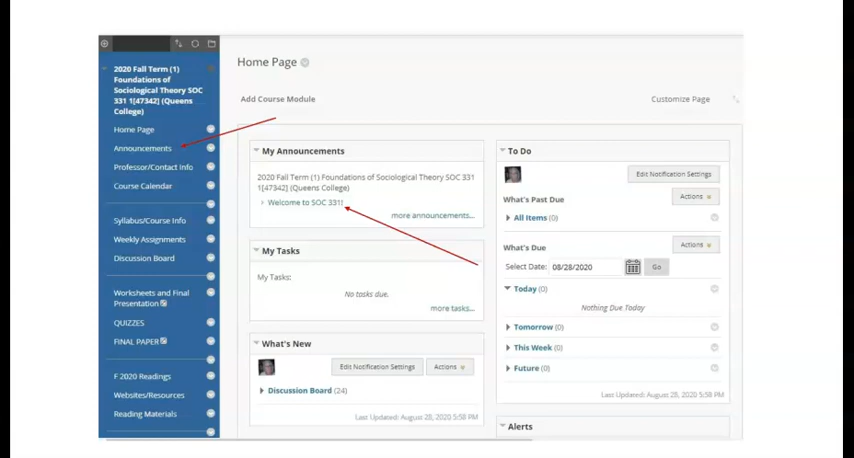 2020 Fall Term (1)
Foundations of
Sociological Theory SOC
331 1[47342] (Queens
College)
Home Page
Announcements
Professor/Contact Info
Course Calendar
Syllabus/Course Info
Weekly Assignments
Discussion Board
Worksheets and Final
Presentation
QUIZZES
FINAL PAPER
F 2020 Readings
Websites/Resources
Reading Materials
Home Page
Add Course Module
Customize Page
My Announcements
2020 Fall Term (1) Foundations of Sociological Theory SOC 331
1[47342] (Queens College)
Welcome to SOC 331!
more announcements...
My Tasks
My Tasks:
No tasks due.
more tasks...
What's New
Edit Notification Settings
Actions
Discussion Board (24)
Last Updated: August 28, 2020 5:58 PM
To Do
Edit Notification Settings
What's Past Due
Actions
All Items (0)
What's Due
Actions
Select Date: 08/28/2020 Go
Today (0)
Nothing Due Today
Tomorrow (0)
This Week (0)
Future (0)
Last Updated: August 28, 2020 5:58 PM
Alerts